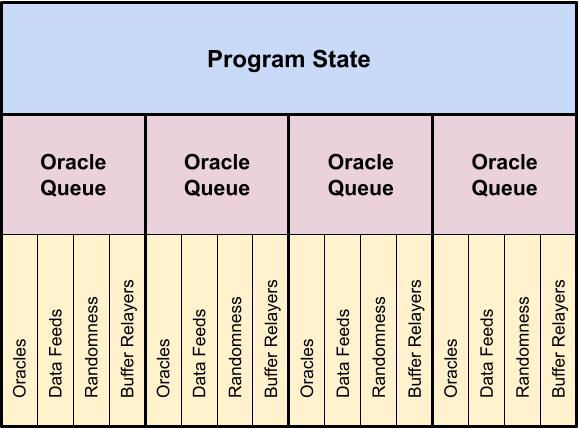 Program State
Oracle
Queue
Oracle
Queue
Oracle
Queue
Oracle
Queue
Oracles
Data Feeds
Randomness
Buffer Relayers
Oracles
Data Feeds
Randomness
Buffer Relayers
Oracles
Data Feeds
Randomness
Buffer Relayers
Oracles
Data Feeds
Randomness
Buffer Relayers